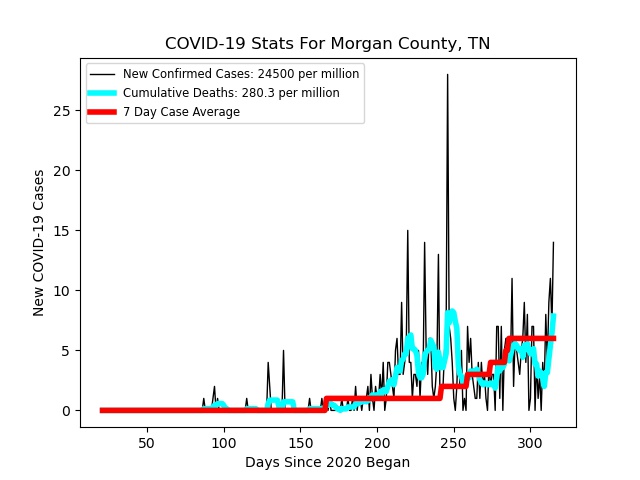 COVID-19 Stats For Morgan County, TN
New Confirmed Cases: 24500 per million
Cumulative Deaths: 280.3 per million
7 Day Case Average
New COVID-19 Cases
25
20
15
10
5
0
50
100
150
200
250
300
Days Since 2020 Began